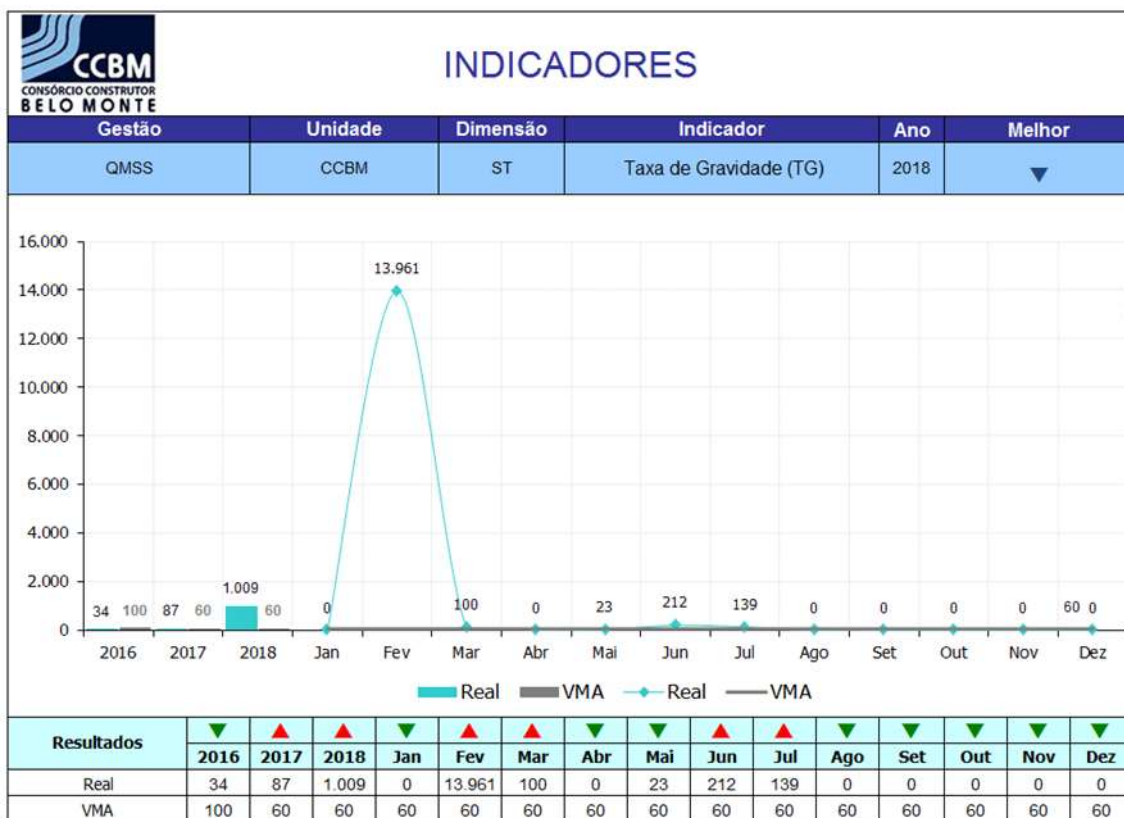 CCBM
CONSÓRCIO CONSTRUTOR
BELO MONTE
INDICADORES
Gestão Unidade Dimensão Indicador Ano Melhor
QMSS CCBM ST Taxa de Gravidade (TG) 2018 ▼
16.000
14.000
12.000
10.000
8.000
6.000
4.000
2.000
0
13.961
34 100 87 60 1.009 60 0 100 0 23 212 139 0 0 0 0 60 0
2016 2017 2018 Jan Fev Mar Abr Mai Jun Jul Ago Set Out Nov Dez
Real VMA Real VMA
Resultados ▼ ▲ ▲ ▼ ▲ ▲ ▼ ▼ ▲ ▲ ▼ ▼ ▼ ▼ ▼
2016 2017 2018 Jan Fev Mar Abr Mai Jun Jul Ago Set Out Nov Dez
Real 34 87 1.009 0 13.961 100 0 23 212 139 0 0 0 0 0
VMA 100 60 60 60 60 60 60 60 60 60 60 60 60 60 60